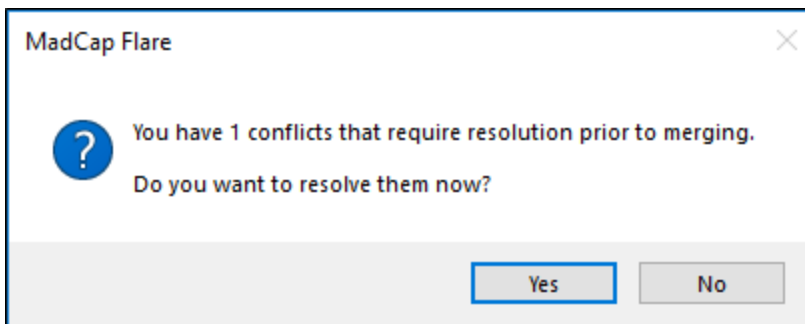 MadCap Flare
You have 1 conflicts that require resolution prior to merging.
Do you want to resolve them now?
Yes
No